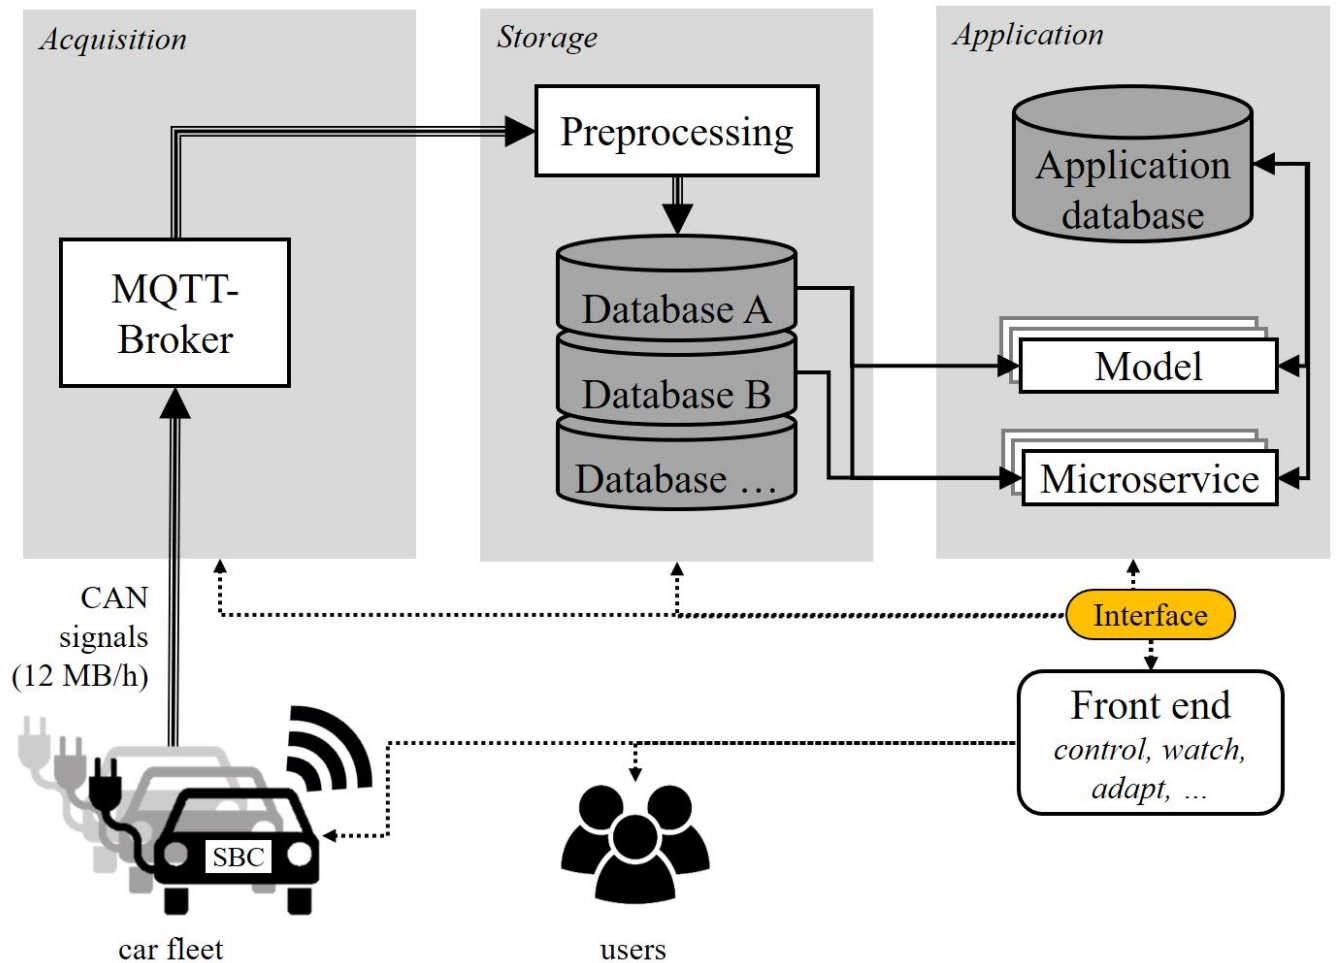 Acquisition
Storage
Application
Preprocessing
Application
database
MQTT-
Broker
Database A
Database B
Database …
Model
Microservice
CAN
signals
(12 MB/h)
Interface
Front end
control, watch,
adapt, ...
SBC
car fleet
users